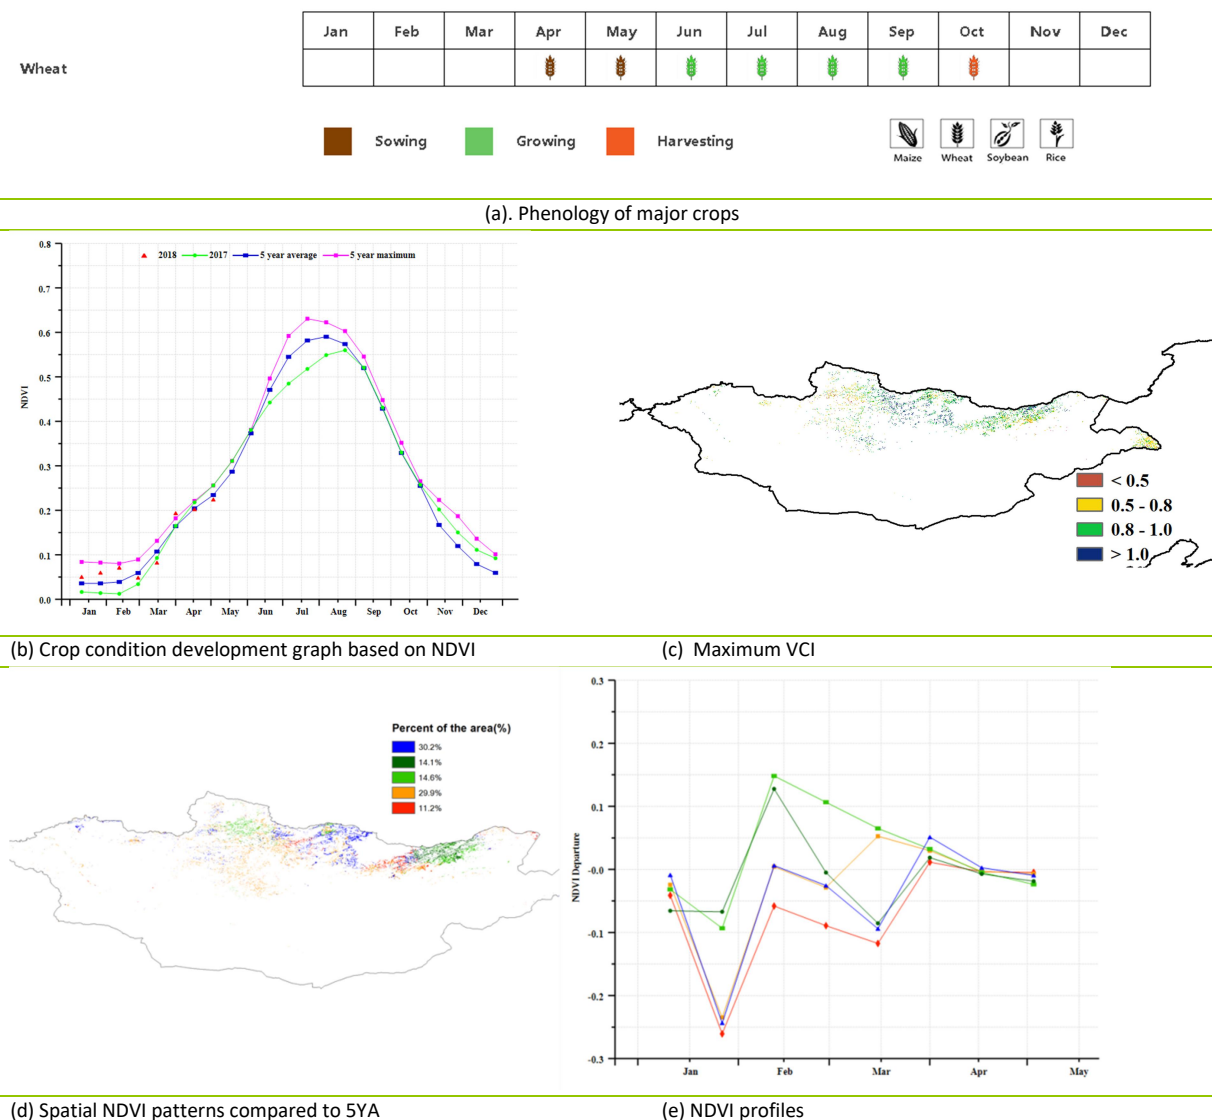 Jan Feb Mar Apr May Jun Jul Aug Sep Oct Nov Dec
Wheat
Sowing Growing Harvesting
Maize Wheat Soybean Rice
(a). Phenology of major crops
0.8
0.7
0.6
0.5
0.4
0.3
0.2
0.1
0.0
NDVI
2018 2017 5 year average 5 year maximum
Jan Feb Mar Apr May Jun Jul Aug Sep Oct Nov Dec
< 0.5
0.5 - 0.8
0.8 - 1.0
> 1.0
(b) Crop condition development graph based on NDVI
(c) Maximum VCI
Percent of the area(%)
30.2%
14.1%
14.6%
29.9%
11.2%
0.3
0.2
0.1
-0.0
-0.1
-0.2
-0.3
NDVI Departure
Jan Feb Mar Apr May
(d) Spatial NDVI patterns compared to 5YA
(e) NDVI profiles